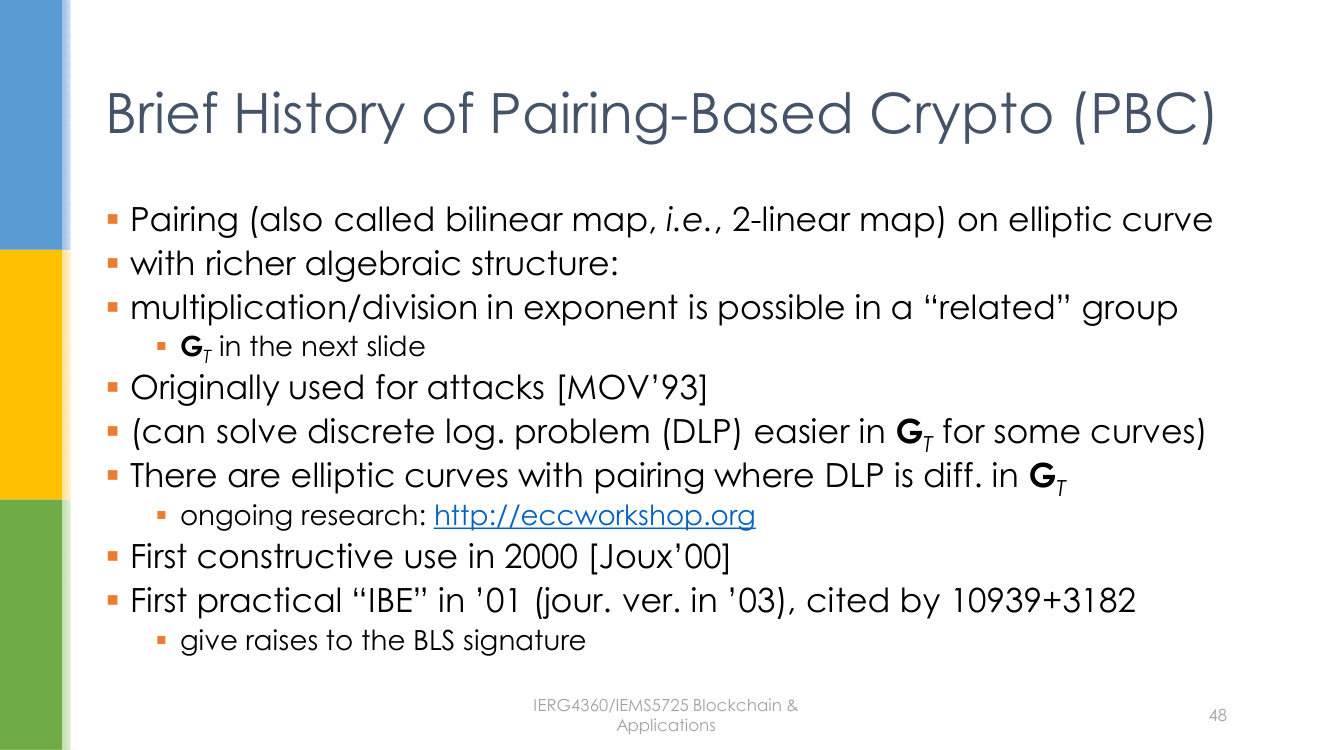 Brief History of Pairing-Based Crypto (PBC)
▪ Pairing (also called bilinear map, i.e., 2-linear map) on elliptic curve
▪ with richer algebraic structure:
▪ multiplication/division in exponent is possible in a “related” group
▪ G_T in the next slide
▪ Originally used for attacks [MOV’93]
▪ (can solve discrete log. problem (DLP) easier in G_T for some curves)
▪ There are elliptic curves with pairing where DLP is diff. in G_T
▪ ongoing research: http://eccworkshop.org
▪ First constructive use in 2000 [Joux’00]
▪ First practical “IBE” in ’01 (jour. ver. in ’03), cited by 10939+3182
▪ give raises to the BLS signature
IERG4360/IEMS5725 Blockchain &
Applications
48